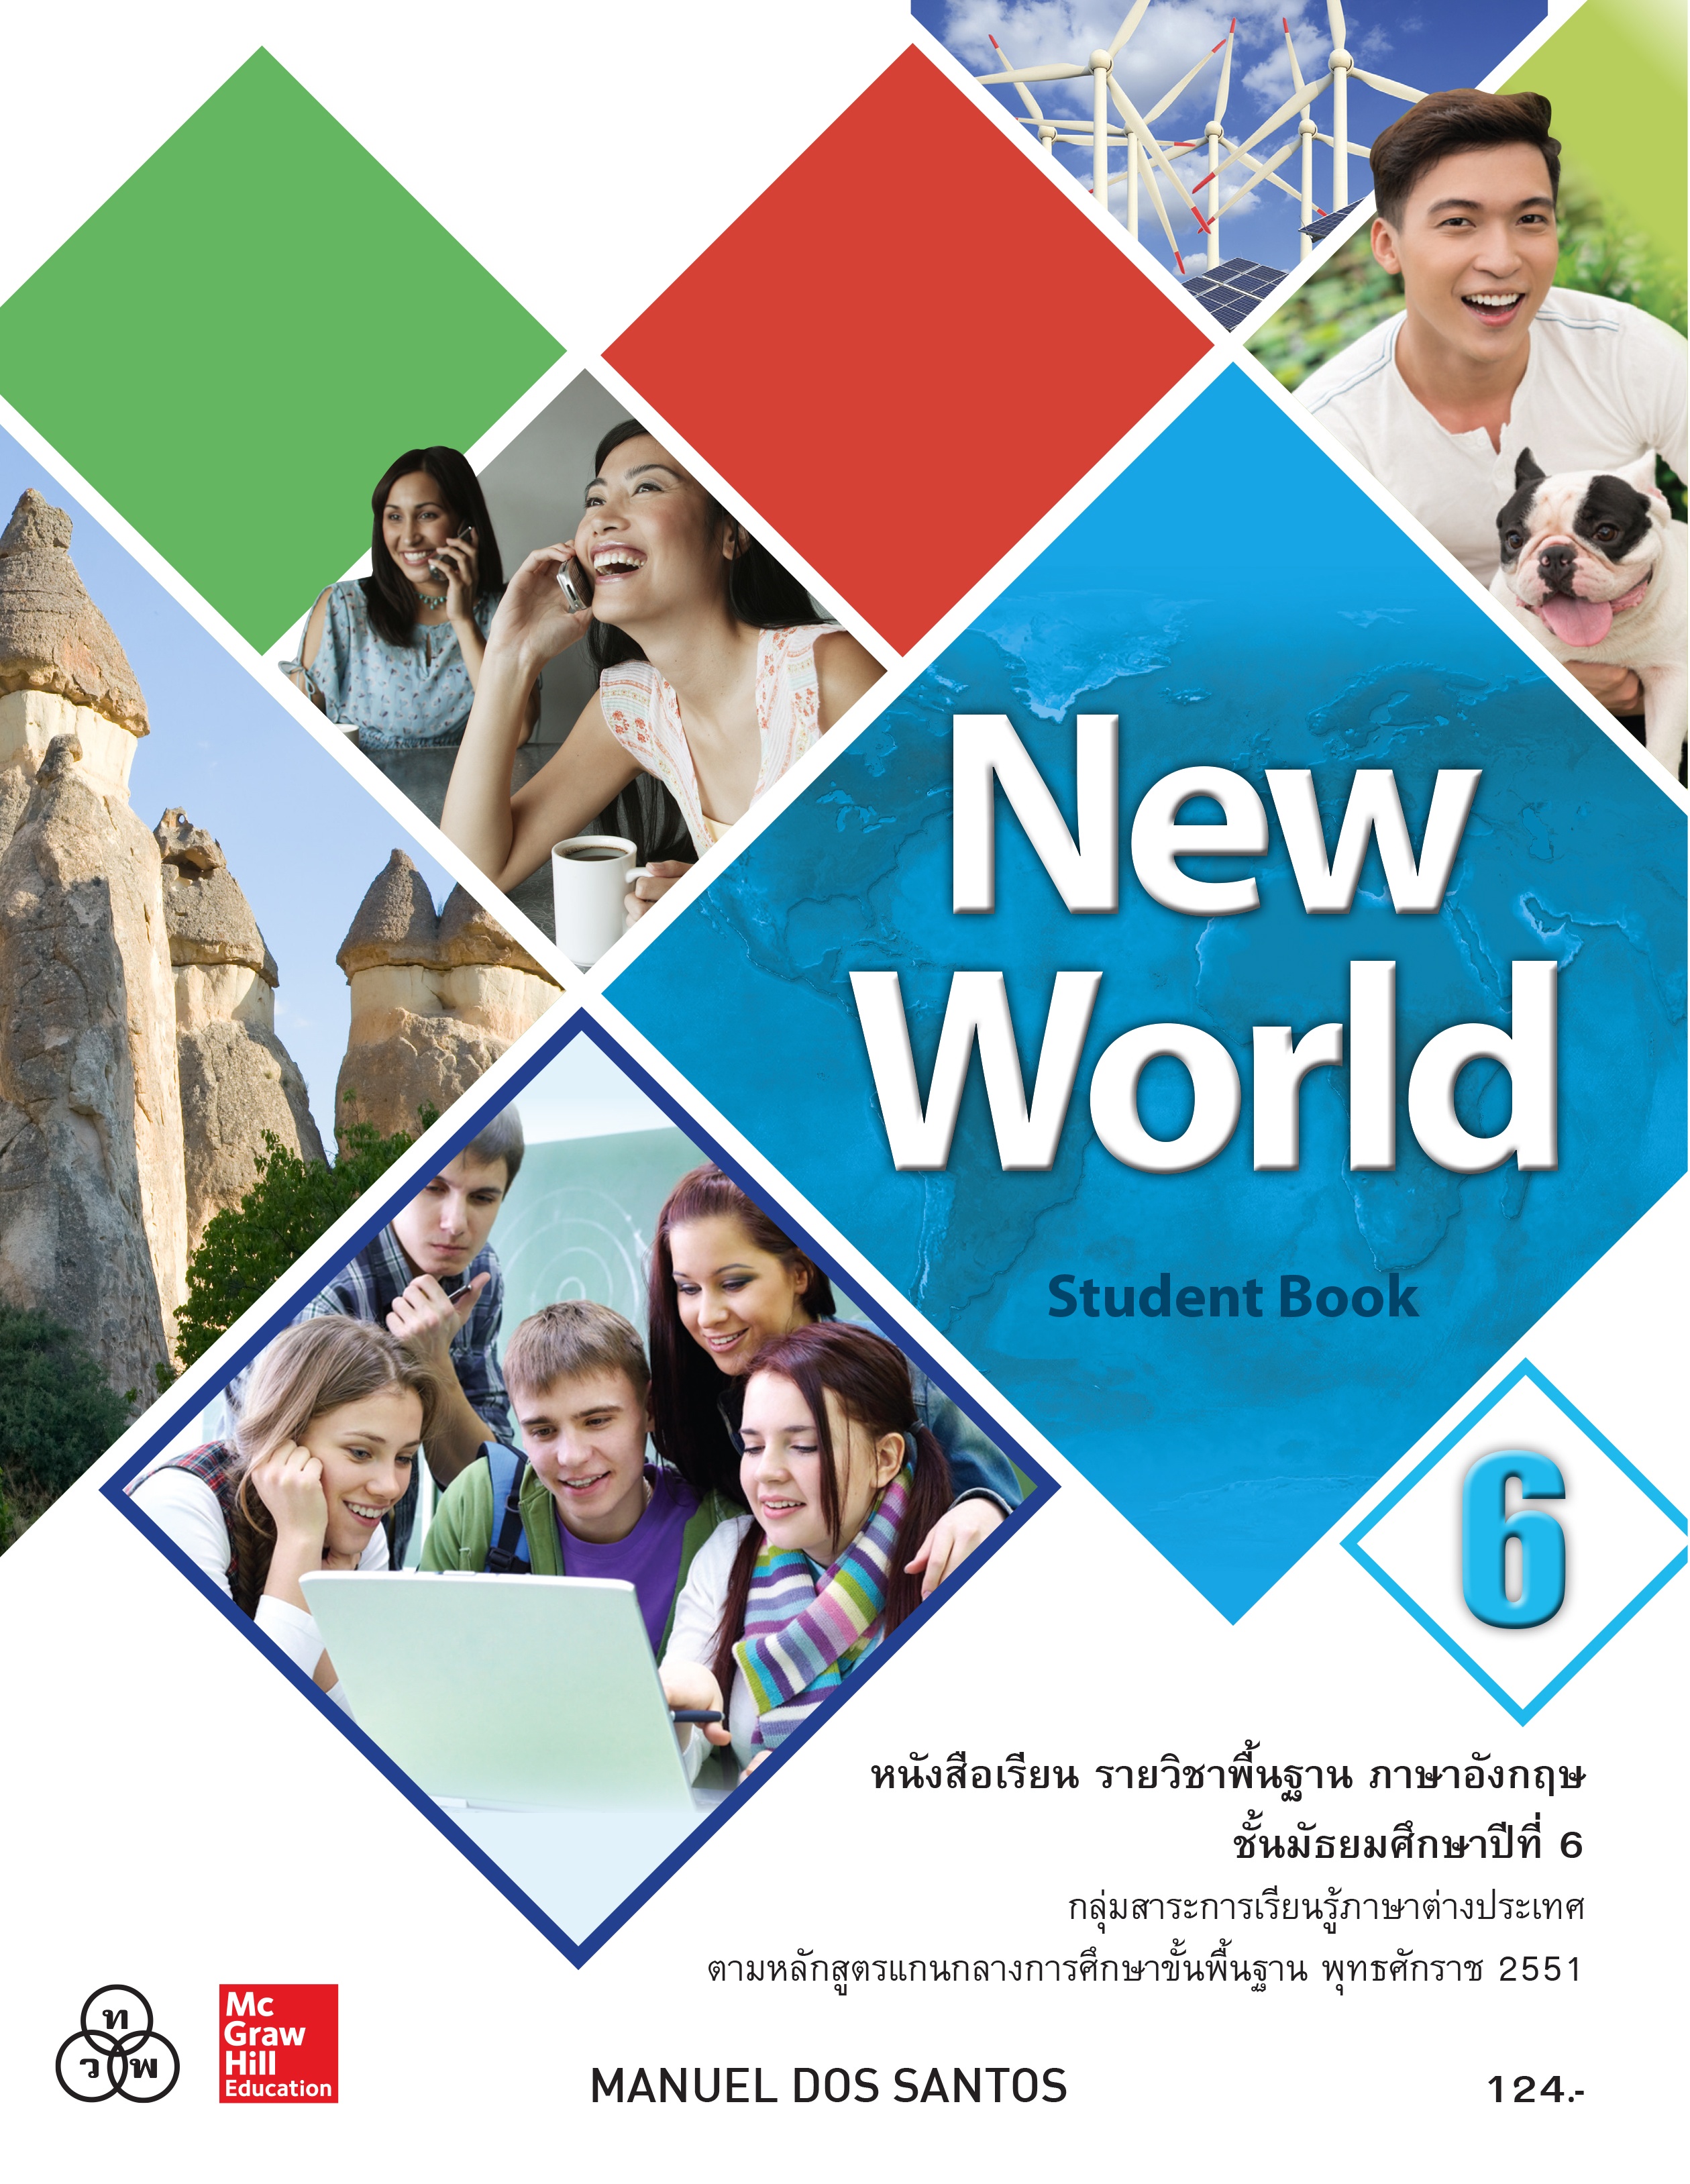 New
World
Student Book
6
หนังสือเรียน รายวิชาพื้นฐาน ภาษาอังกฤษ
ชั้นมัธยมศึกษาปีที่ 6
กลุ่มสาระการเรียนรู้ภาษาต่างประเทศ
ตามหลักสูตรแกนกลางการศึกษาขั้นพื้นฐาน พุทธศักราช 2551
ท
ว พ
Mc
Graw
Hill
Education
MANUEL DOS SANTOS
124.-